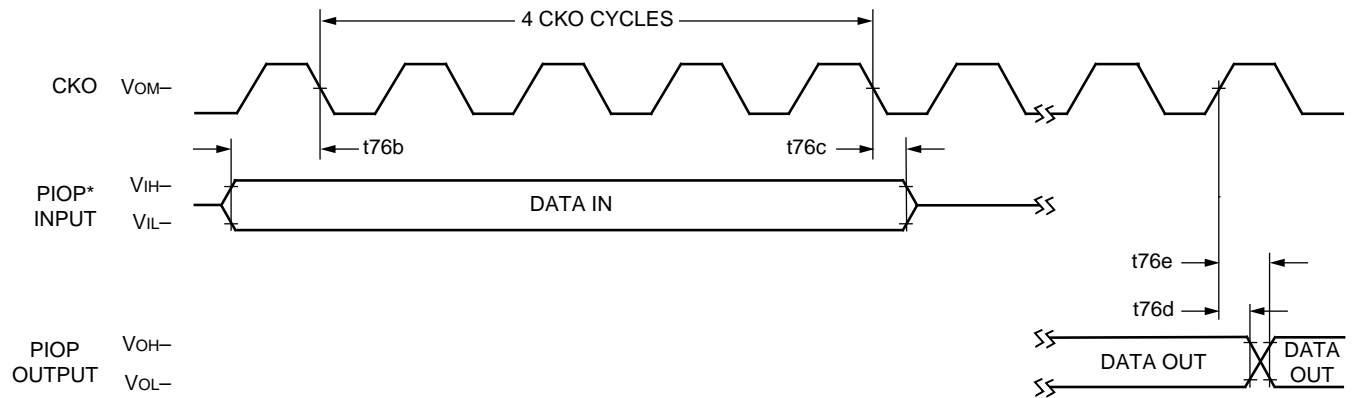 4 CKO CYCLES
CKO VOM–
t76b
t76c
PIOP*
INPUT
VIH–
DATA IN
VIL–
t76e
t76d
PIOP
OUTPUT
VOH–
DATA OUT
DATA
OUT
VOL–